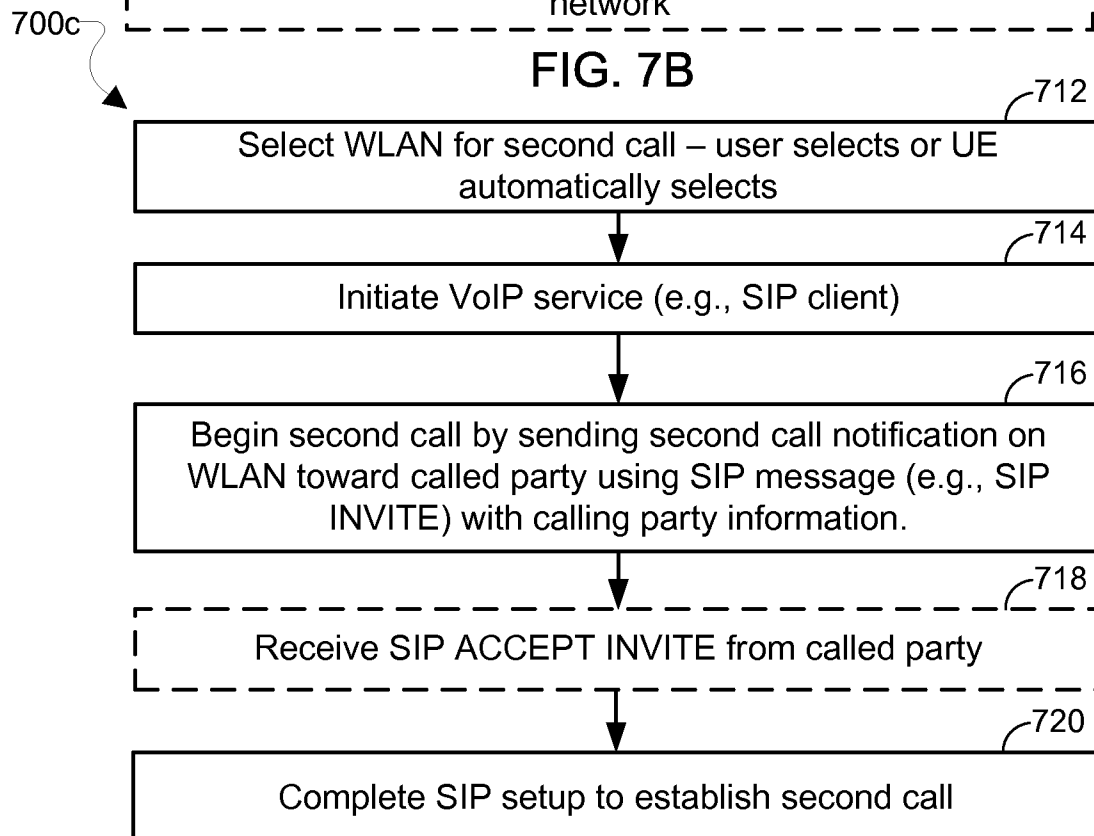 network
700c
FIG. 7B
712
Select WLAN for second call – user selects or UE
automatically selects
714
Initiate VoIP service (e.g., SIP client)
716
Begin second call by sending second call notification on
WLAN toward called party using SIP message (e.g., SIP
INVITE) with calling party information.
718
Receive SIP ACCEPT INVITE from called party
720
Complete SIP setup to establish second call